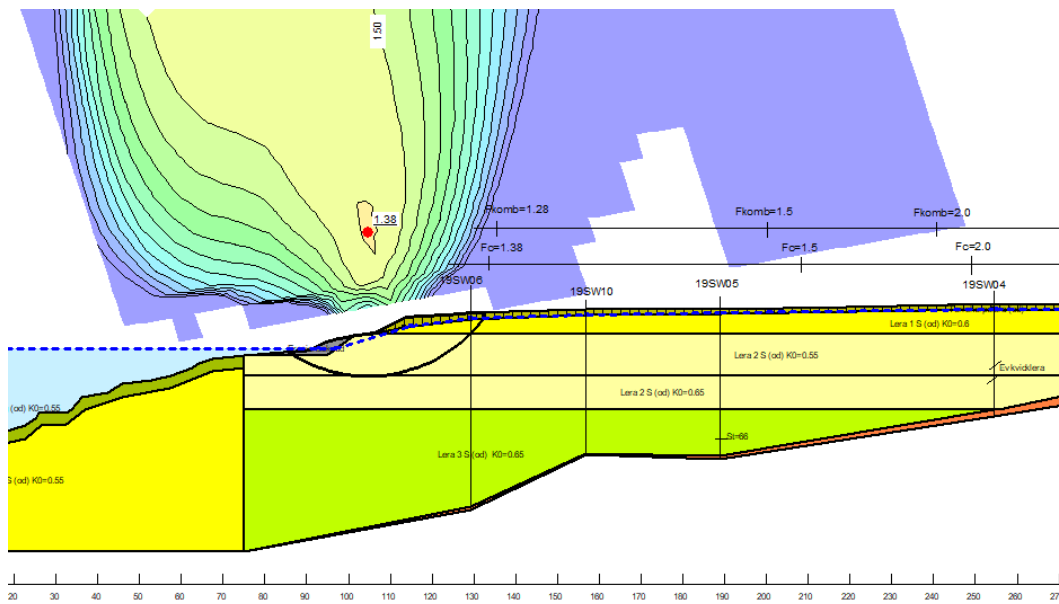 1.50
1.38
Fkomb=1.28
Fkomb=1.5
Fkomb=2.0
Fc=1.38
Fc=1.5
Fc=2.0
19SW06
19SW10
19SW05
19SW04
Lera 1 S (od) K0=0.6
Lera 2 S (od) K0=0.55
Evkvicklera
Lera 2 S (od) K0=0.65
S (od) K0=0.55
St=66
Lera 3 S (od) K0=0.65
S (od) K0=0.55
20 30 40 50 60 70 80 90 100 110 120 130 140 150 160 170 180 190 200 210 220 230 240 250 260